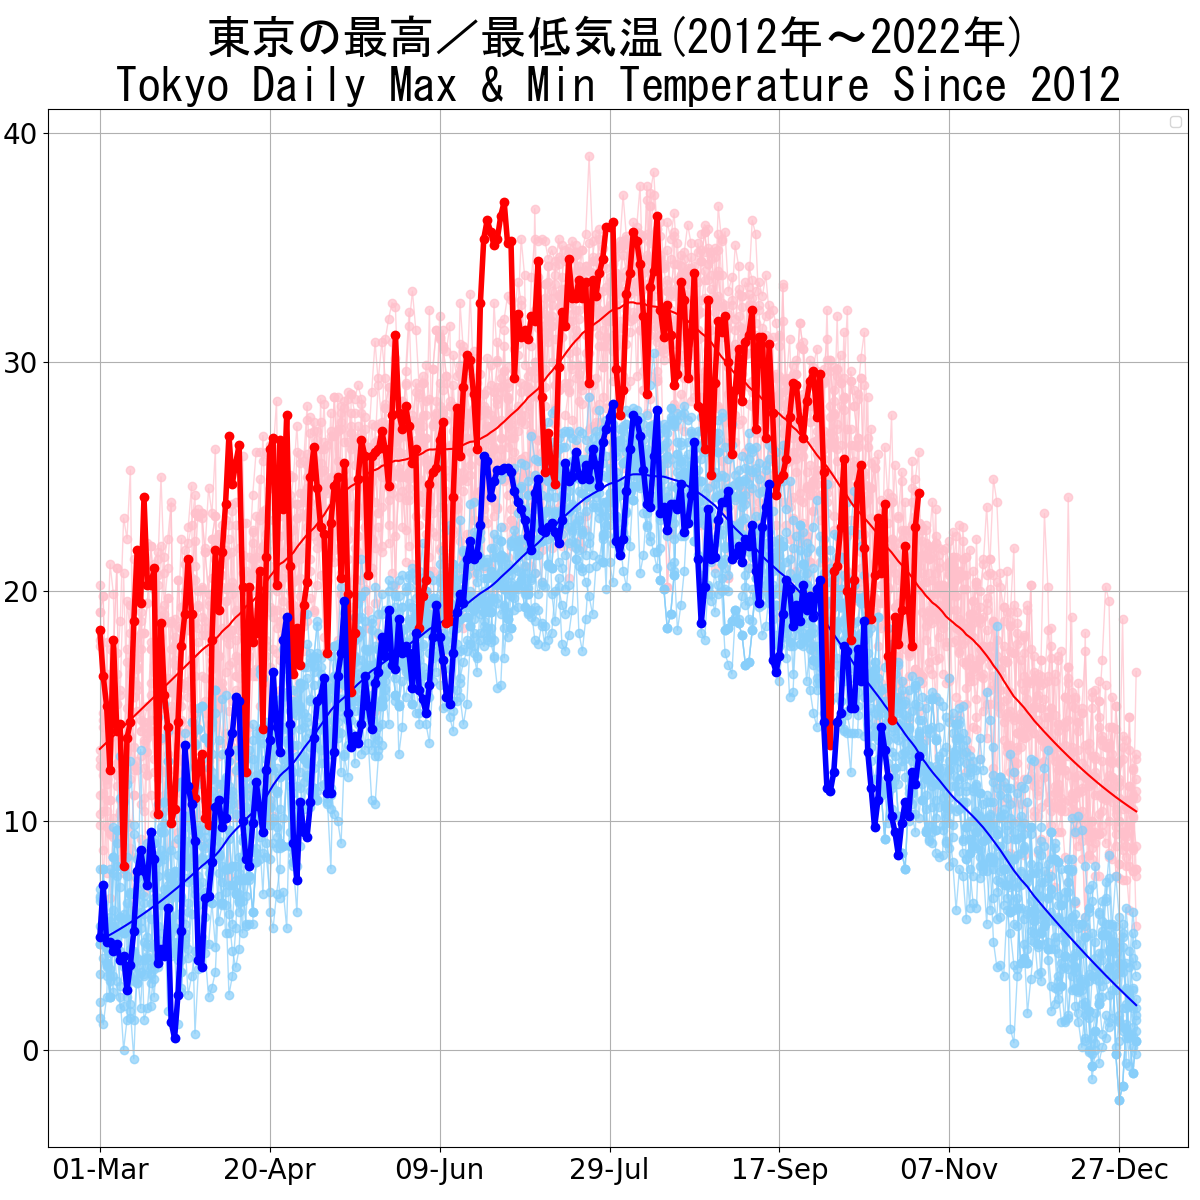 東京の最高／最低気温(2012年～2022年)
Tokyo Daily Max & Min Temperature Since 2012
40
30
20
10
0
01-Mar 20-Apr 09-Jun 29-Jul 17-Sep 07-Nov 27-Dec